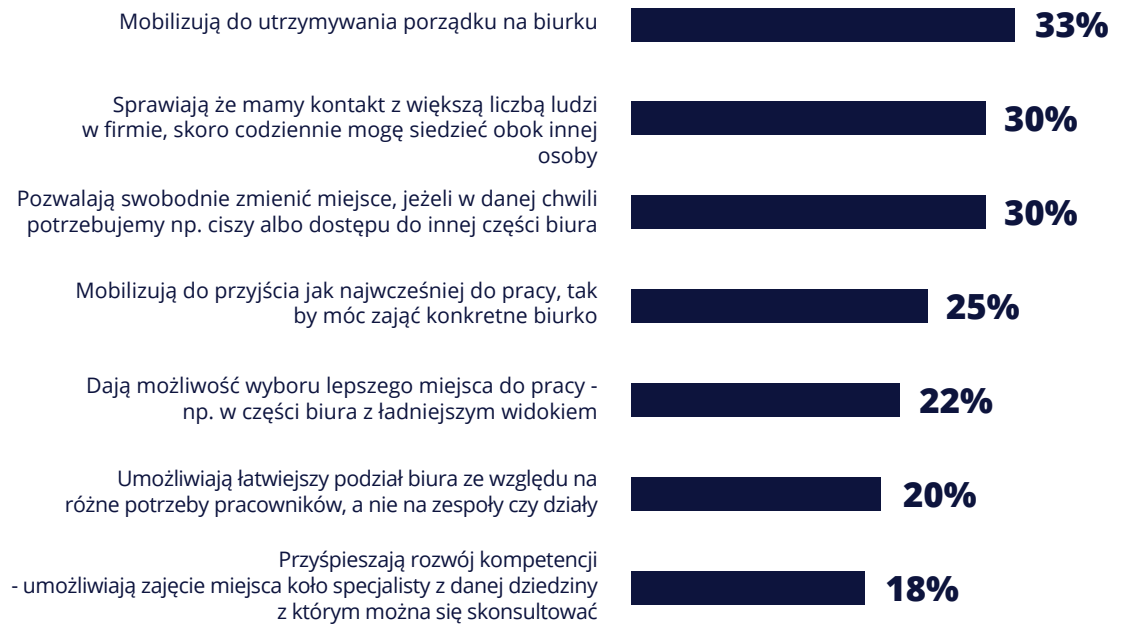 Mobilizują do utrzymywania porządku na biurku
33%
Sprawiają że mamy kontakt z większą liczbą ludzi
w firmie, skoro codziennie mogę siedzieć obok innej
osoby
30%
Pozwalają swobodnie zmienić miejsce, jeżeli w danej chwili
potrzebujemy np. ciszy albo dostępu do innej części biura
30%
Mobilizują do przyjścia jak najwcześniej do pracy, tak
by móc zająć konkretne biurko
25%
Dają możliwość wyboru lepszego miejsca do pracy -
np. w części biura z ładniejszym widokiem
22%
Umożliwiają łatwiejszy podział biura ze względu na
różne potrzeby pracowników, a nie na zespoły czy działy
20%
Przyśpieszają rozwój kompetencji
- umożliwiają zajęcie miejsca koło specjalisty z danej dziedziny
z którym można się skonsultować
18%